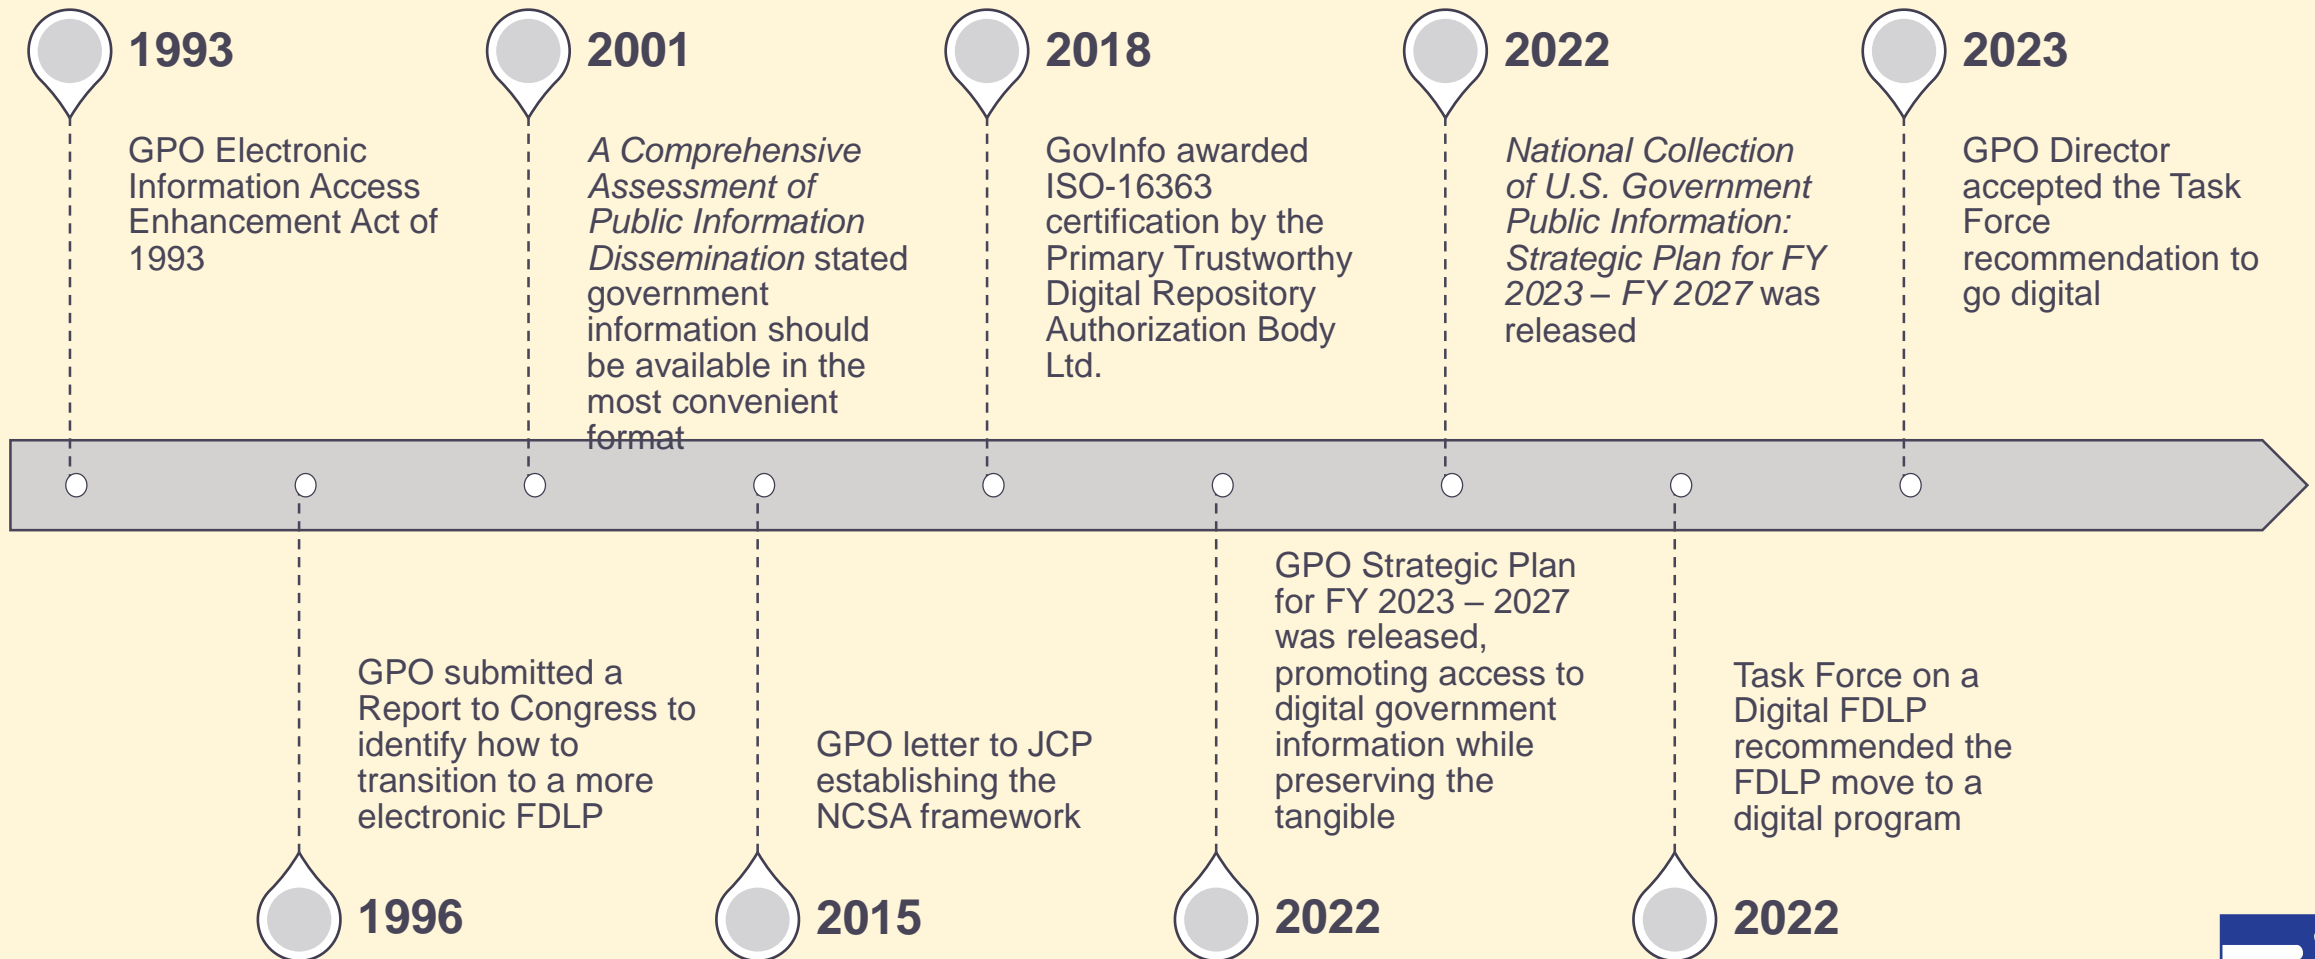 1993
GPO Electronic
Information Access
Enhancement Act of
1993
2001
A Comprehensive
Assessment of
Public Information
Dissemination stated
government
information should
be available in the
most convenient
format
2018
GovInfo awarded
ISO-16363
certification by the
Primary Trustworthy
Digital Repository
Authorization Body
Ltd.
2022
National Collection
of U.S. Government
Public Information:
Strategic Plan for FY
2023 – FY 2027 was
released
2023
GPO Director
accepted the Task
Force
recommendation to
go digital
GPO submitted a
Report to Congress to
identify how to
transition to a more
electronic FDLP
1996
GPO letter to JCP
establishing the
NCSA framework
2015
GPO Strategic Plan
for FY 2023 – 2027
was released,
promoting access to
digital government
information while
preserving the
tangible
2022
Task Force on a
Digital FDLP
recommended the
FDLP move to a
digital program
2022